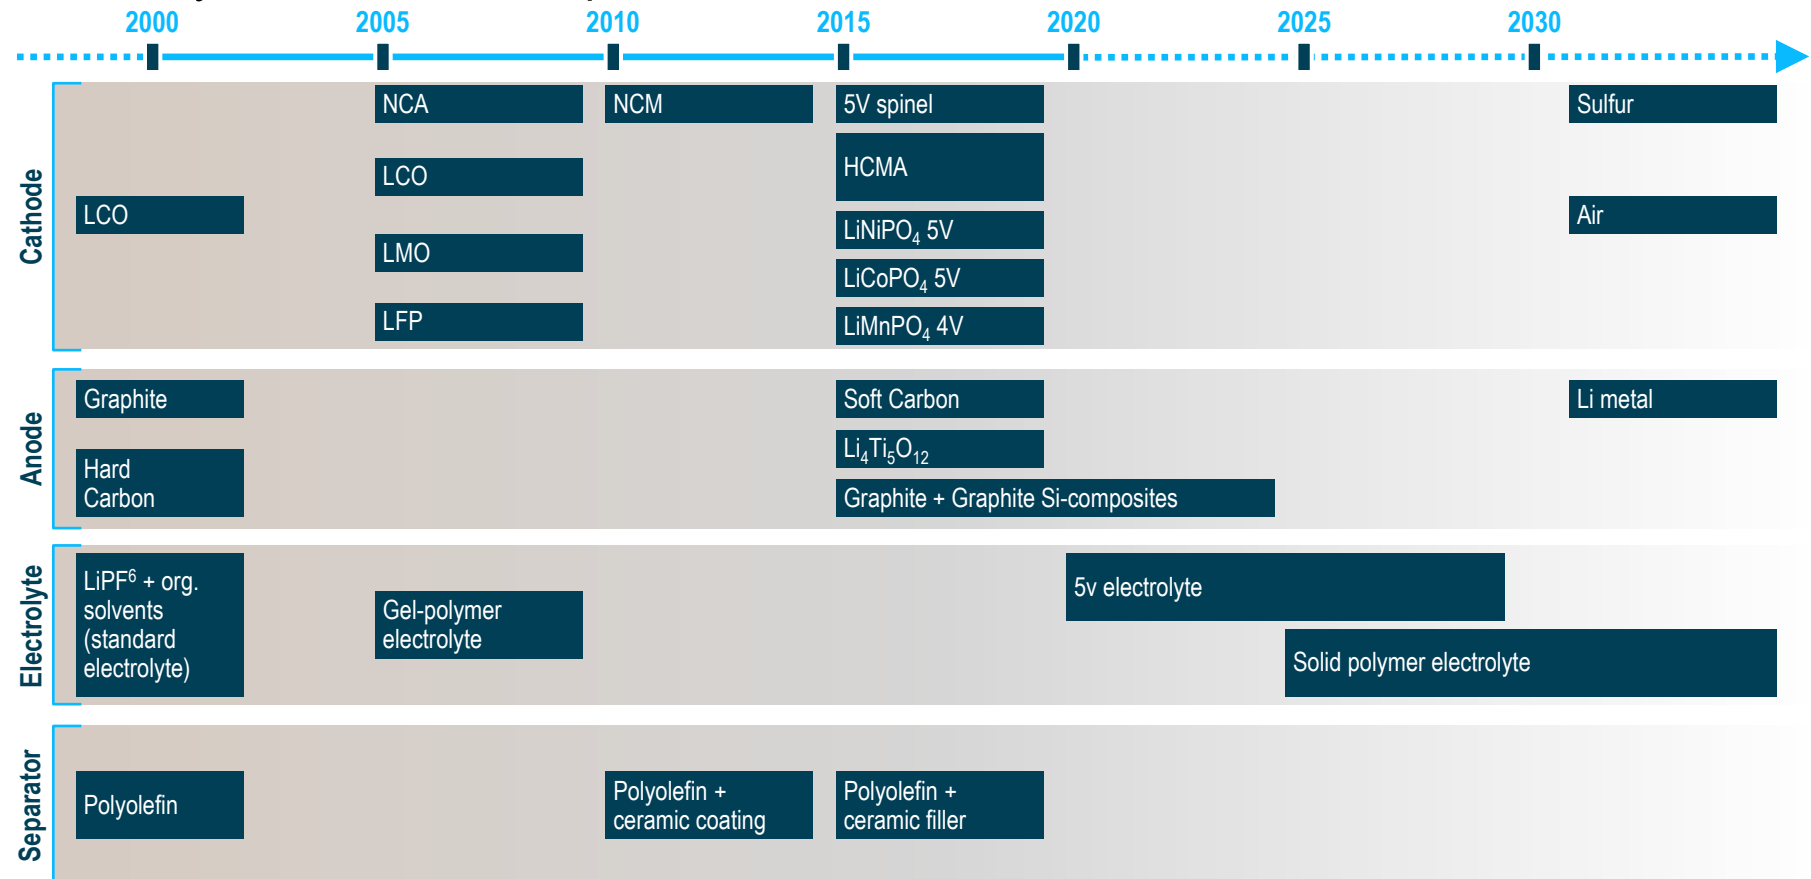 2000 2005 2010 2015 2020 2025 2030
Cathode
NCA
NCM
5V spinel
Sulfur
LCO
HCMA
LCO
Air
LiNiPO₄ 5V
LMO
LiCoPO₄ 5V
LFP
LiMnPO₄ 4V
Anode
Graphite
Soft Carbon
Li metal
Li₄Ti₅O₁₂
Hard
Carbon
Graphite + Graphite Si-composites
Electrolyte
LiPF⁶ + org.
solvents
(standard
electrolyte)
Gel-polymer
electrolyte
5v electrolyte
Solid polymer electrolyte
Separator
Polyolefin
Polyolefin +
ceramic coating
Polyolefin +
ceramic filler